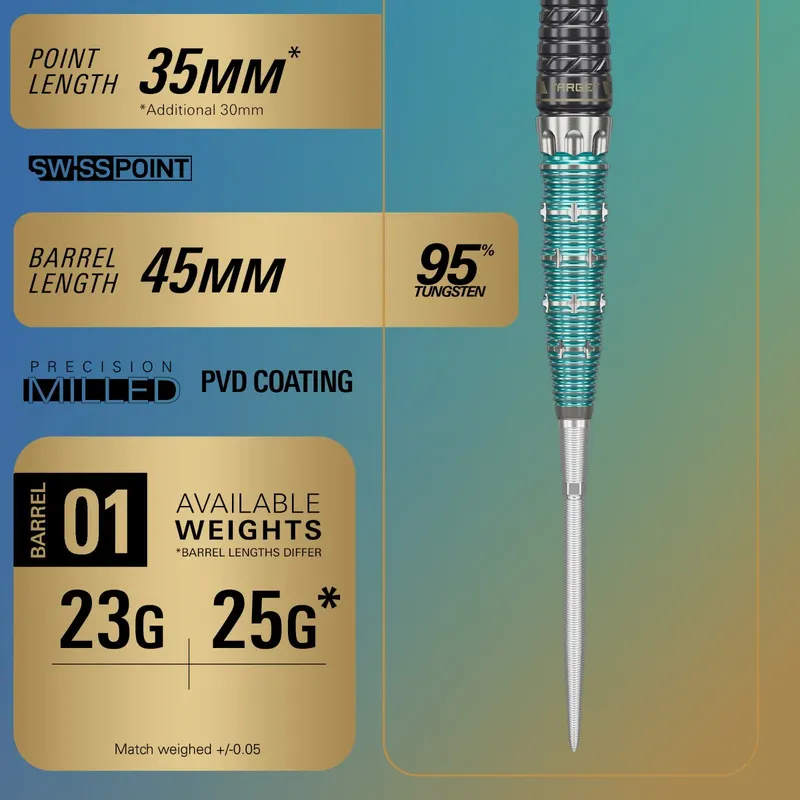 POINT
LENGTH
35MM*
*Additional 30mm
SWISSPOINT
BARREL
LENGTH
45MM
95%
TUNGSTEN
PRECISION
MILLED
PVD COATING
BARREL
01
AVAILABLE
WEIGHTS
*BARREL LENGTHS DIFFER
23G
25G*
Match weighed +/-0.05
TARGET